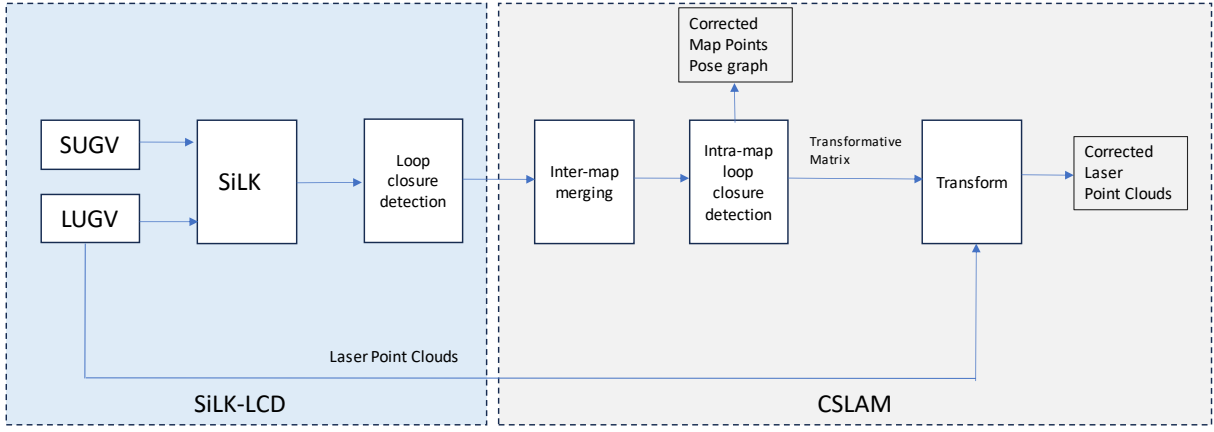 Corrected
Map Points
Pose graph
SUGV
LUGV
SiLK
Loop
closure
detection
Inter-map
merging
Intra-map
loop
closure
detection
Transformative
Matrix
Transform
Corrected
Laser
Point Clouds
Laser Point Clouds
SiLK-LCD
CSLAM